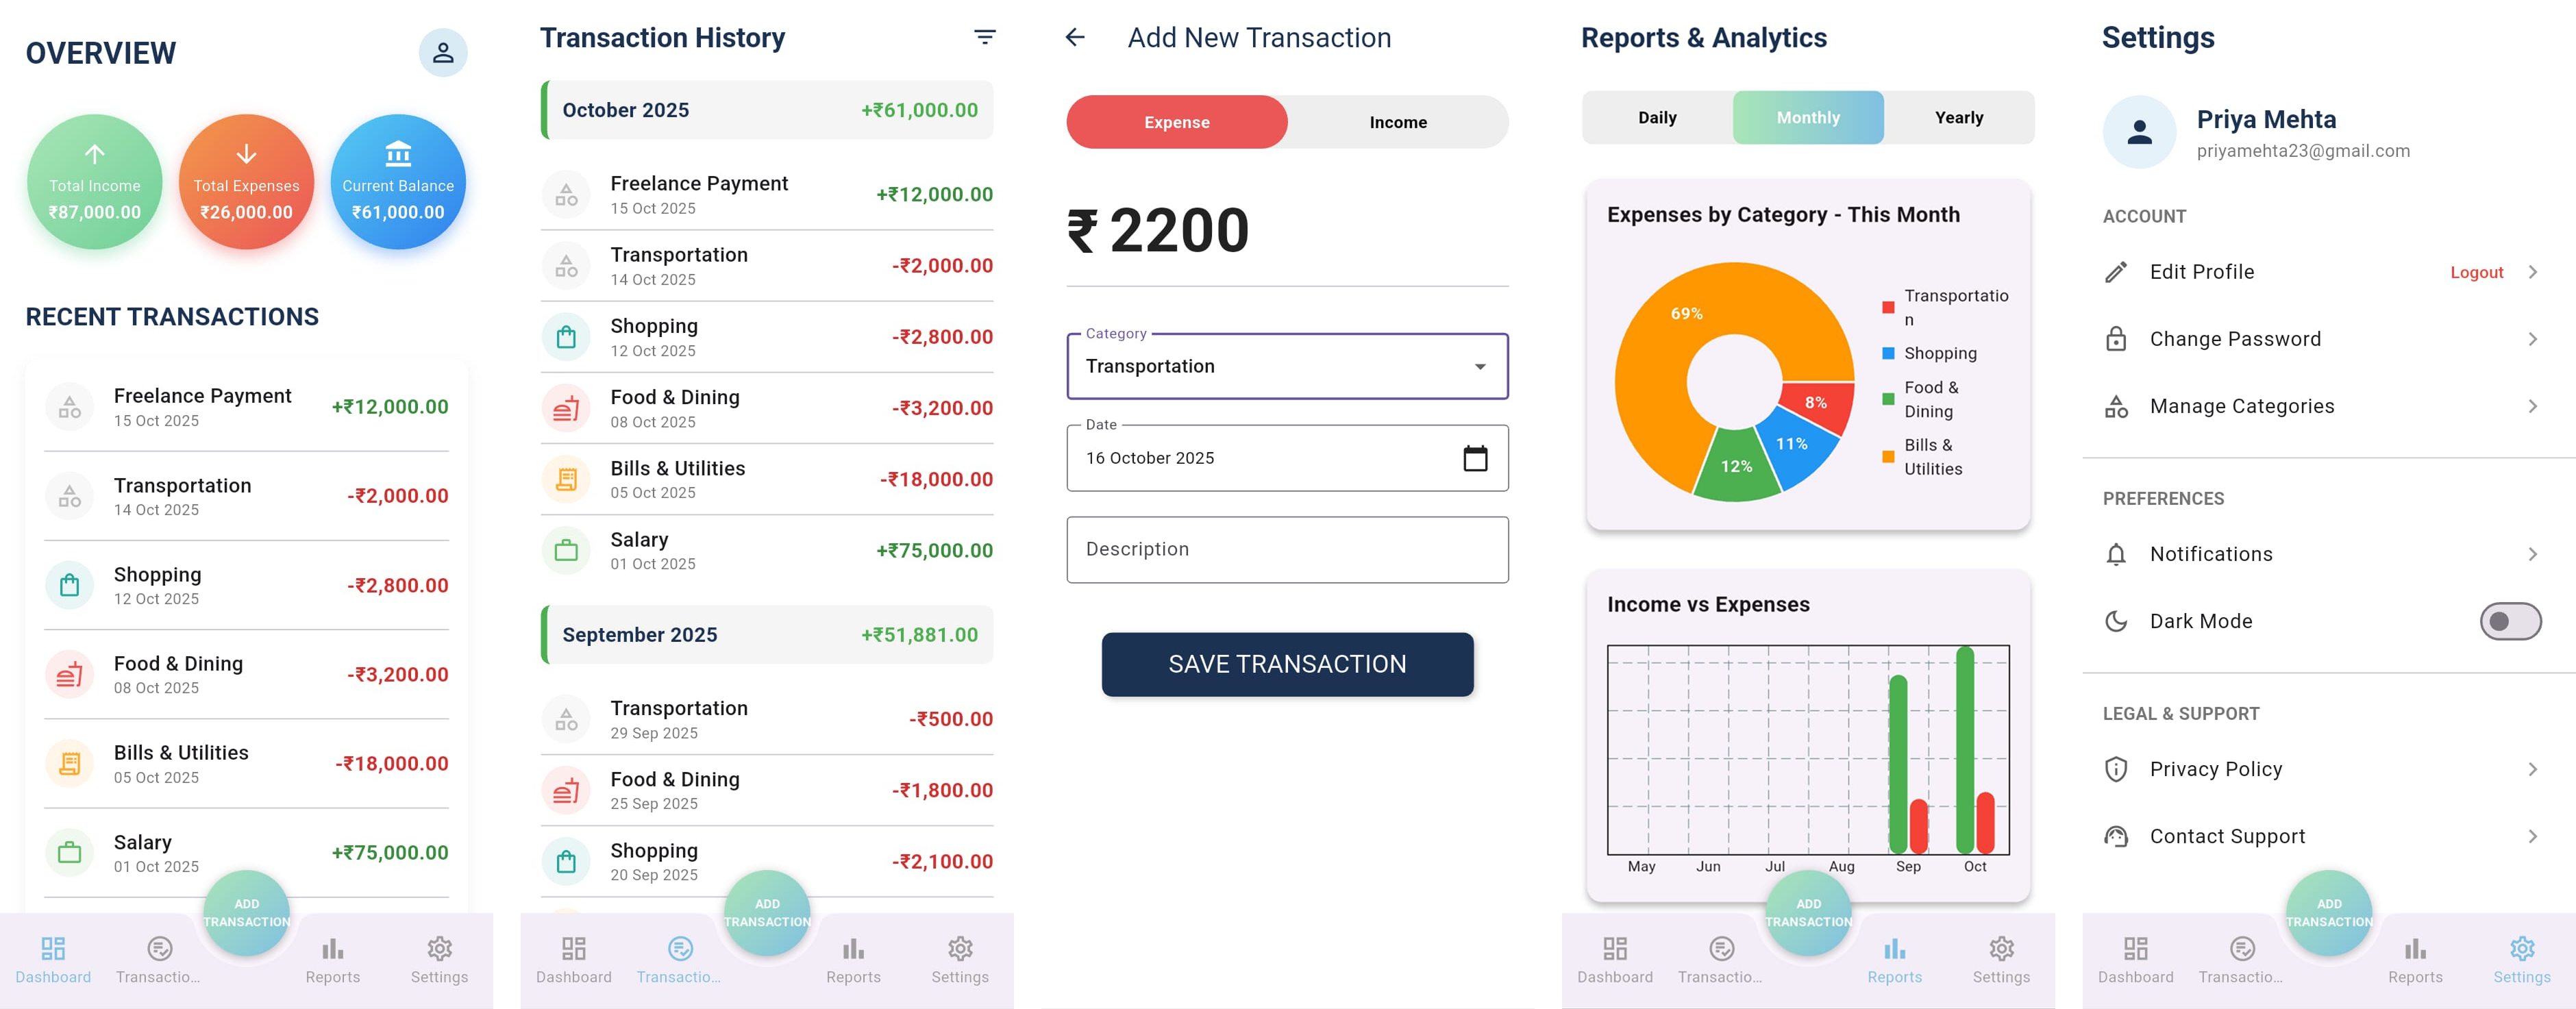 OVERVIEW
Total Income
₹87,000.00
Total Expenses
₹26,000.00
Current Balance
₹61,000.00
RECENT TRANSACTIONS
Freelance Payment
15 Oct 2025
+₹12,000.00
Transportation
14 Oct 2025
-₹2,000.00
Shopping
12 Oct 2025
-₹2,800.00
Food & Dining
08 Oct 2025
-₹3,200.00
Bills & Utilities
05 Oct 2025
-₹18,000.00
Salary
01 Oct 2025
+₹75,000.00
ADD
TRANSACTION
Dashboard
Transactio...
Reports
Settings
Transaction History
October 2025
+₹61,000.00
Freelance Payment
15 Oct 2025
+₹12,000.00
Transportation
14 Oct 2025
-₹2,000.00
Shopping
12 Oct 2025
-₹2,800.00
Food & Dining
08 Oct 2025
-₹3,200.00
Bills & Utilities
05 Oct 2025
-₹18,000.00
Salary
01 Oct 2025
+₹75,000.00
September 2025
+₹51,881.00
Transportation
29 Sep 2025
-₹500.00
Food & Dining
25 Sep 2025
-₹1,800.00
Shopping
20 Sep 2025
-₹2,100.00
ADD
TRANSACTION
Dashboard
Transactio...
Reports
Settings
Add New Transaction
Expense
Income
₹ 2200
Category
Transportation
Date
16 October 2025
Description
SAVE TRANSACTION
Reports & Analytics
Daily
Monthly
Yearly
Expenses by Category - This Month
69%
8%
11%
12%
Transportatio
n
Shopping
Food &
Dining
Bills &
Utilities
Income vs Expenses
May
Jun
Jul
Aug
Sep
Oct
ADD
TRANSACTION
Dashboard
Transactio...
Reports
Settings
Settings
Priya Mehta
priyamehta23@gmail.com
ACCOUNT
Edit Profile
Logout
Change Password
Manage Categories
PREFERENCES
Notifications
Dark Mode
LEGAL & SUPPORT
Privacy Policy
Contact Support
ADD
TRANSACTION
Dashboard
Transactio...
Reports
Settings